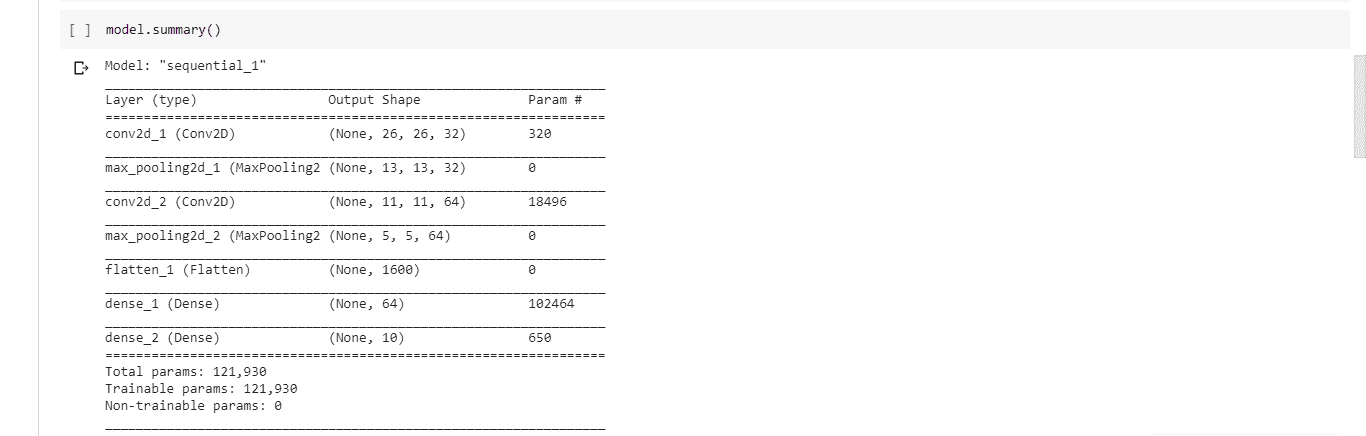 [ ] model.summary()
Model: "sequential_1"
Layer (type) Output Shape Param #
conv2d_1 (Conv2D) (None, 26, 26, 32) 320
max_pooling2d_1 (MaxPooling2 (None, 13, 13, 32) 0
conv2d_2 (Conv2D) (None, 11, 11, 64) 18496
max_pooling2d_2 (MaxPooling2 (None, 5, 5, 64) 0
flatten_1 (Flatten) (None, 1600) 0
dense_1 (Dense) (None, 64) 102464
dense_2 (Dense) (None, 10) 650
Total params: 121,930
Trainable params: 121,930
Non-trainable params: 0